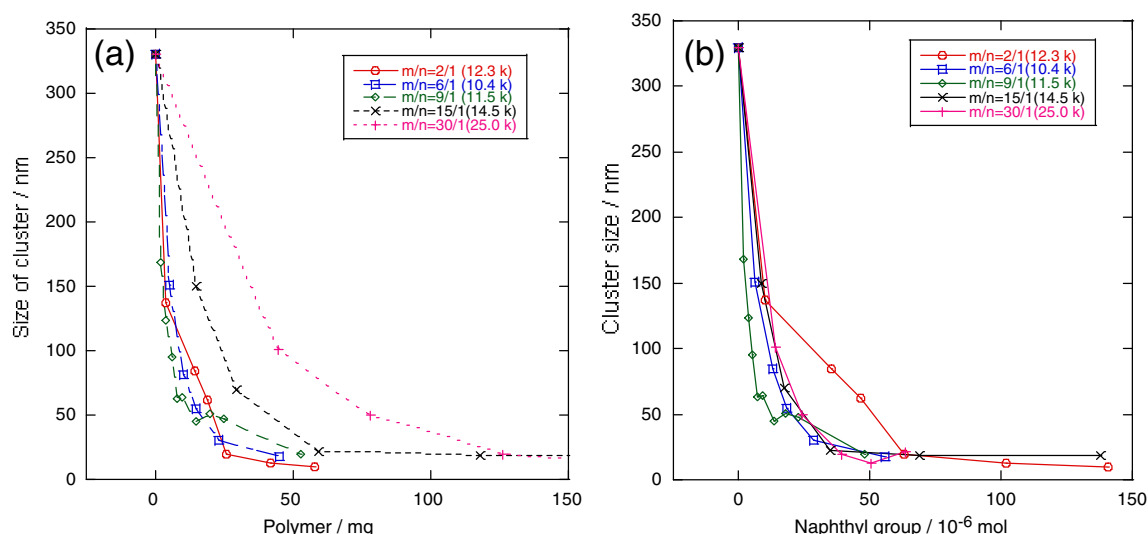 (a)
350
300
250
200
150
100
50
0
Size of cluster / nm
m/n=2/1 (12.3 k)
m/n=6/1 (10.4 k)
m/n=9/1 (11.5 k)
m/n=15/1(14.5 k)
m/n=30/1(25.0 k)
0 50 100 150
Polymer / mg
(b)
350
300
250
200
150
100
50
0
Cluster size / nm
m/n=2/1(12.3 k)
m/n=6/1(10.4 k)
m/n=9/1(11.5 k)
m/n=15/1(14.5 k)
m/n=30/1(25.0 k)
0 50 100 150
Naphthyl group / 10⁻⁶ mol